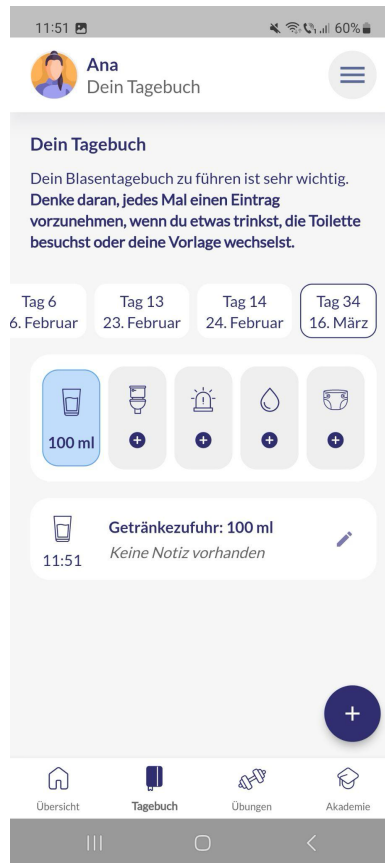 11:51 60%
Ana
Dein Tagebuch
Dein Tagebuch
Dein Blasentagebuch zu führen ist sehr wichtig.
Denke daran, jedes Mal einen Eintrag
vorzunehmen, wenn du etwas trinkst, die Toilette
besuchst oder deine Vorlage wechselst.
Tag 6 Tag 13 Tag 14 Tag 34
6. Februar 23. Februar 24. Februar 16. März
100 ml
Getränkezufuhr: 100 ml
11:51 Keine Notiz vorhanden
Übersicht Tagebuch Übungen Akademie